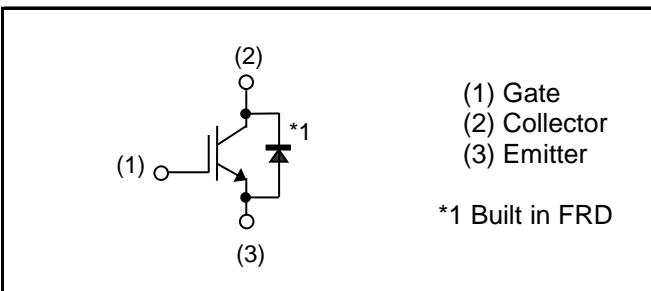 (2)
*1
(1)
(3)
(1) Gate
(2) Collector
(3) Emitter
*1 Built in FRD